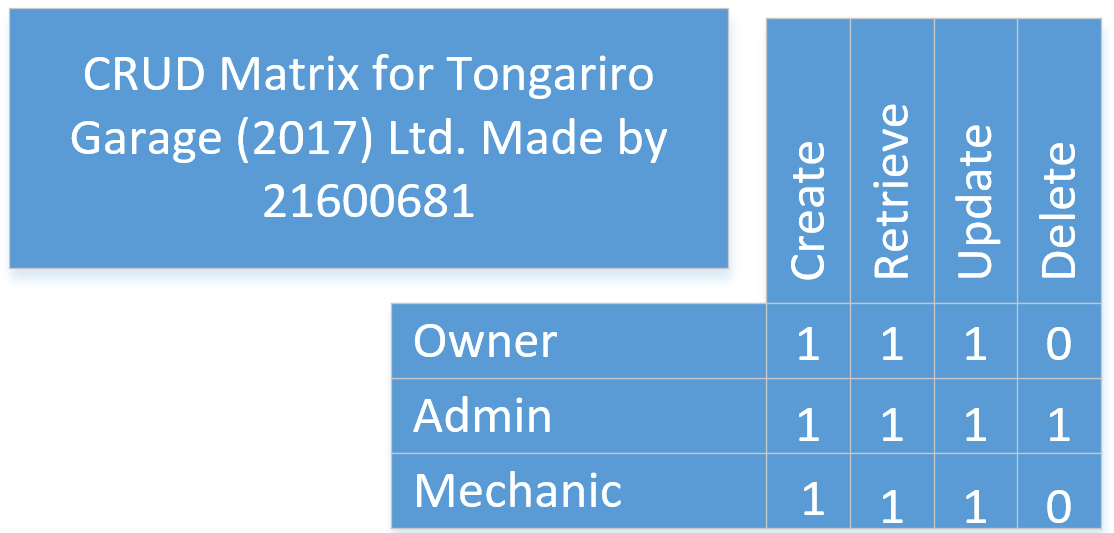 CRUD Matrix for Tongariro
Garage (2017) Ltd. Made by
21600681
Create Retrieve Update Delete
Owner 1 1 1 0
Admin 1 1 1 1
Mechanic 1 1 1 0